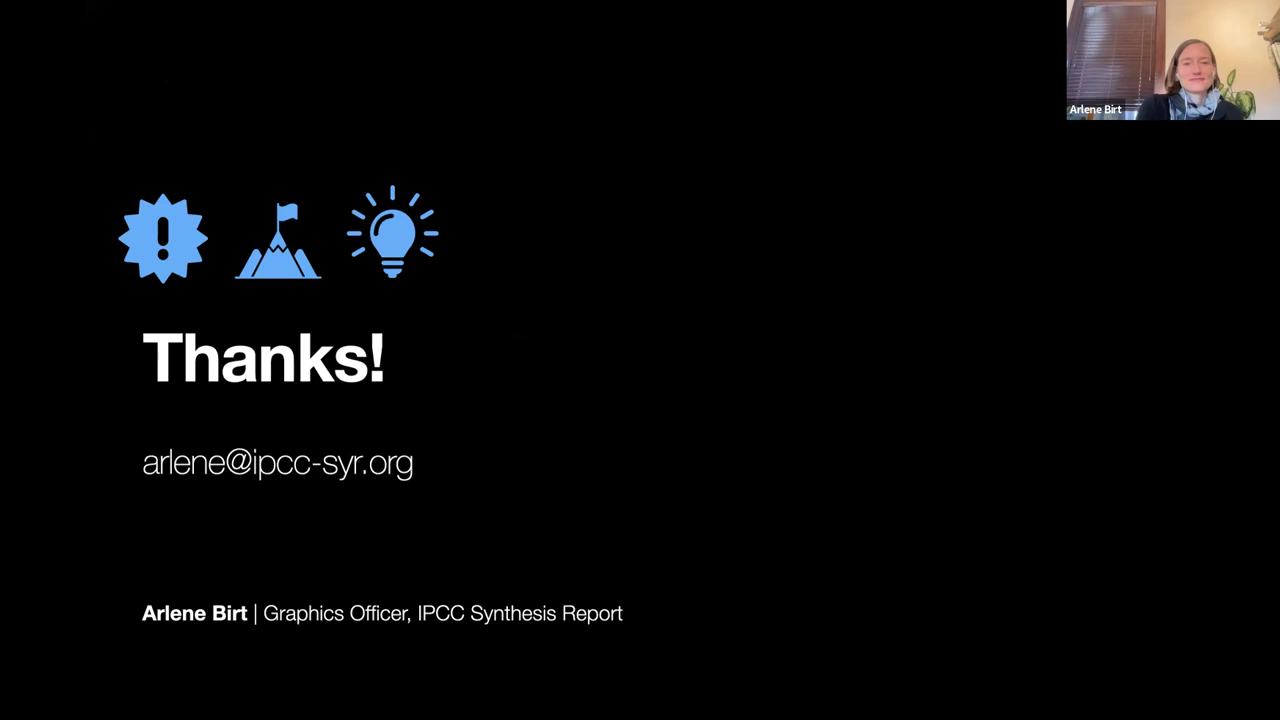 Arlene Birt
Thanks!
arlene@ipcc-syr.org
Arlene Birt | Graphics Officer, IPCC Synthesis Report